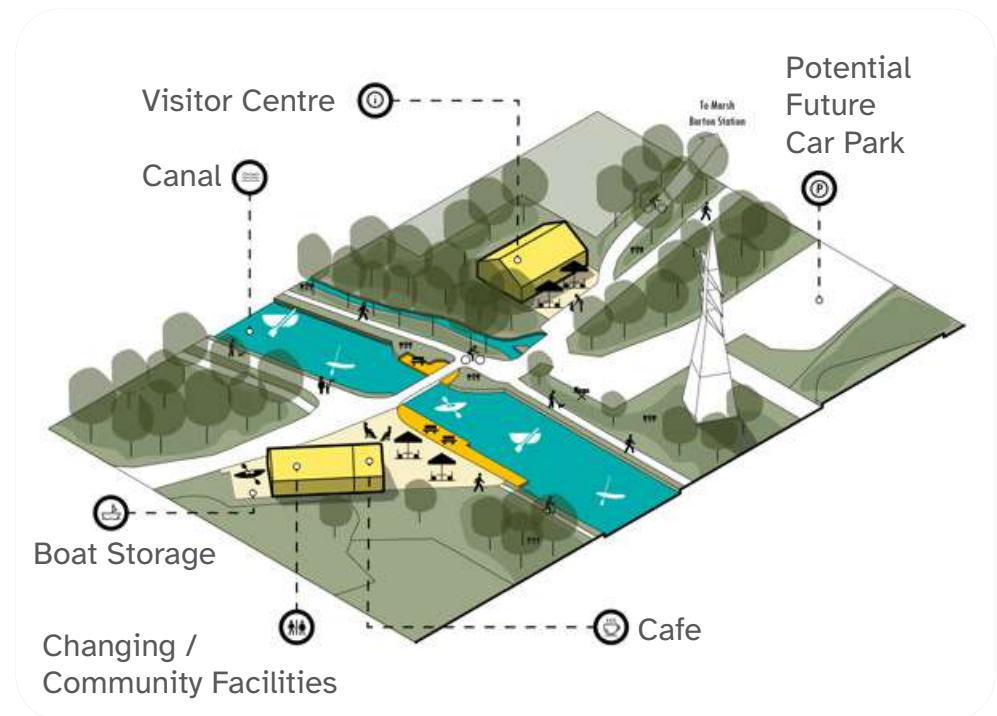 Visitor Centre
Canal
To Marsh
Barton Station
Potential
Future
Car Park
P
Boat Storage
Changing /
Community Facilities
Cafe